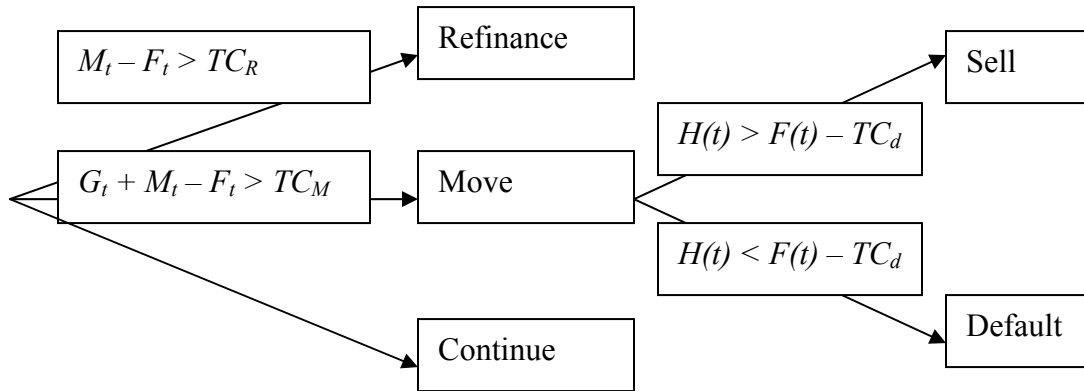 Refinance
M_t – F_t > TC_R
Sell
H(t) > F(t) – TC_d
G_t + M_t – F_t > TC_M
Move
H(t) < F(t) – TC_d
Default
Continue